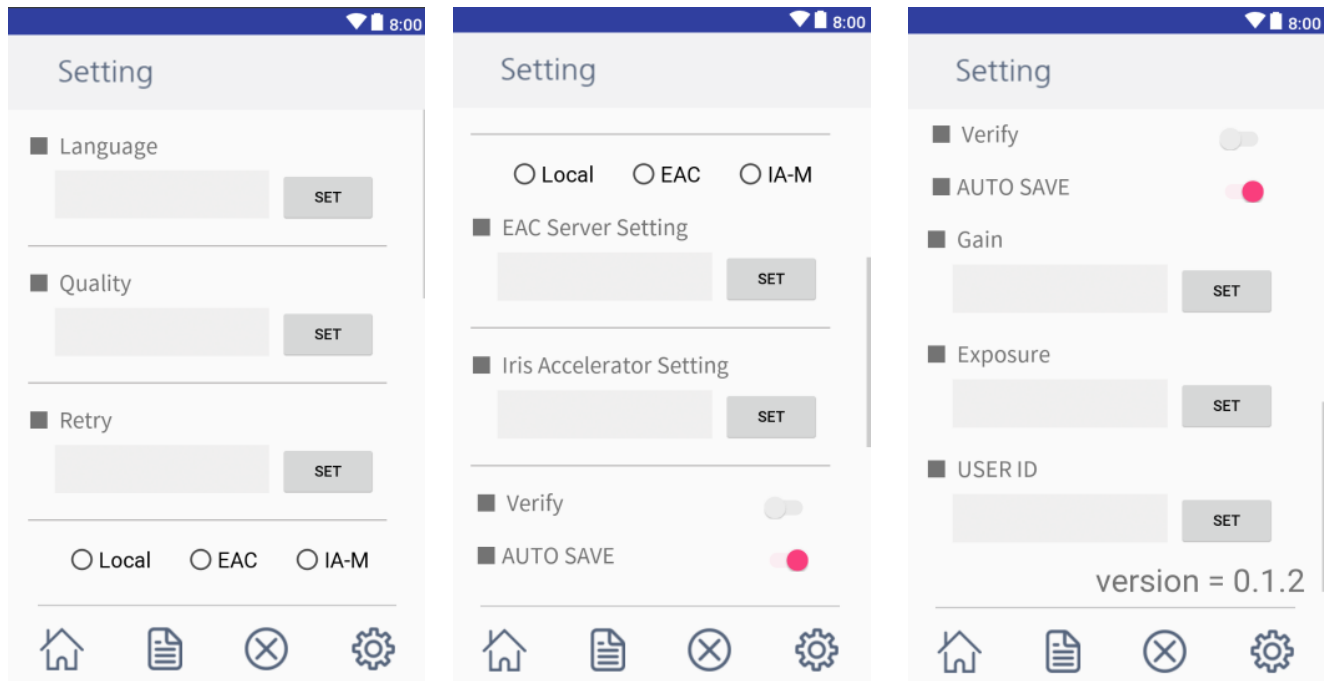 8:00
Setting
Language
SET
Quality
SET
Retry
SET
Local EAC IA-M
8:00
Setting
Local EAC IA-M
EAC Server Setting
SET
Iris Accelerator Setting
SET
Verify
AUTO SAVE
8:00
Setting
Verify
AUTO SAVE
Gain
SET
Exposure
SET
USER ID
SET
version = 0.1.2